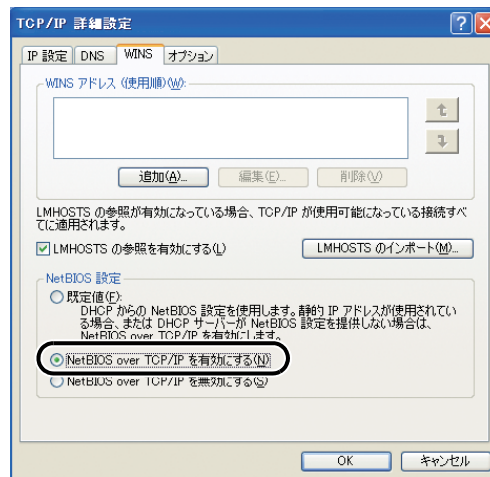 TCP/IP 詳細設定
IP 設定 DNS WINS オプション
WINS アドレス (使用順)(W):
追加(A)... 編集(E)... 削除(V)
LMHOSTS の参照が有効になっている場合、TCP/IP が使用可能になっている接続すべ
てに適用されます。
LMHOSTS の参照を有効にする(L) LMHOSTS のインポート(M)...
NetBIOS 設定
既定値(F):
DHCP からの NetBIOS 設定を使用します。静的 IP アドレスが使用されてい
る場合、または DHCP サーバーが NetBIOS 設定を提供しない場合は、
NetBIOS over TCP/IP を有効にします。
NetBIOS over TCP/IP を有効にする(N)
NetBIOS over TCP/IP を無効にする(S)
OK キャンセル